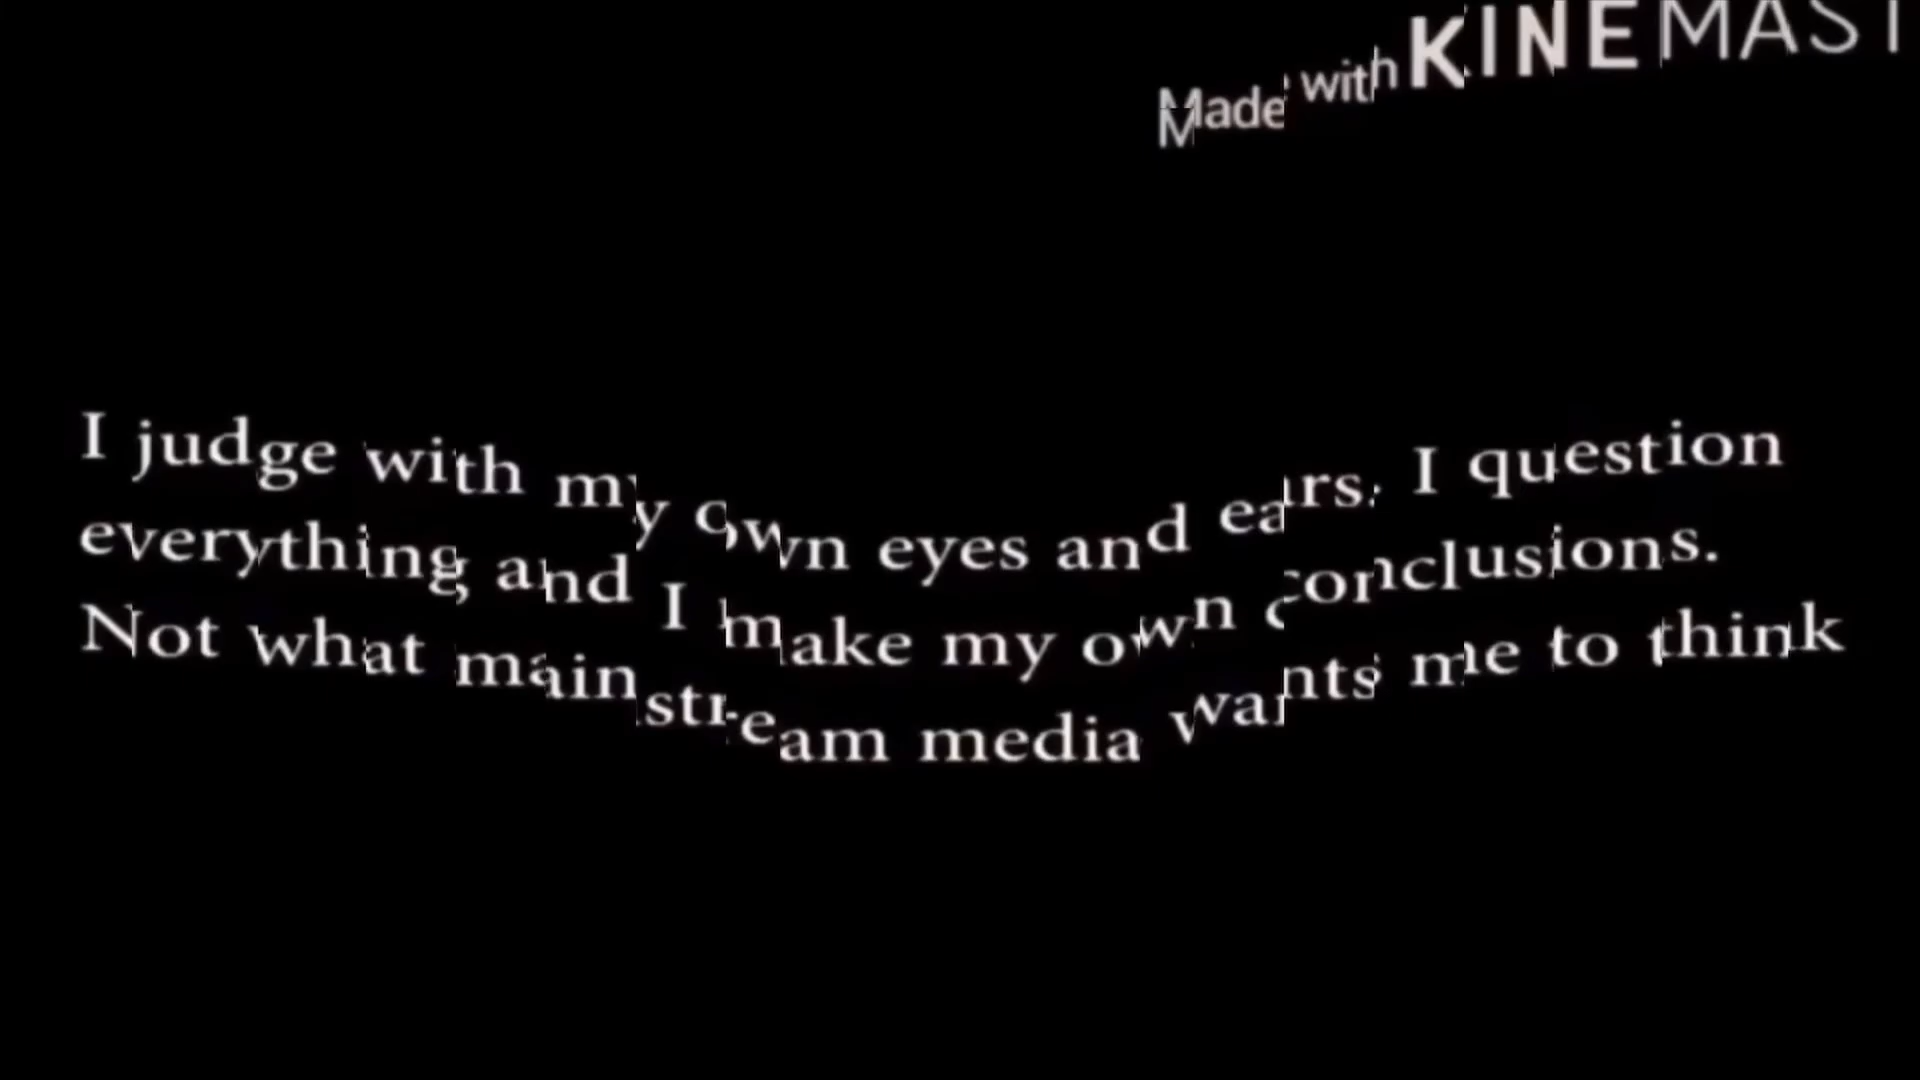 Made with KINEMAST
I judge with my own eyes and ears. I question
everything and I make my own conclusions.
Not what mainstream media wants me to think